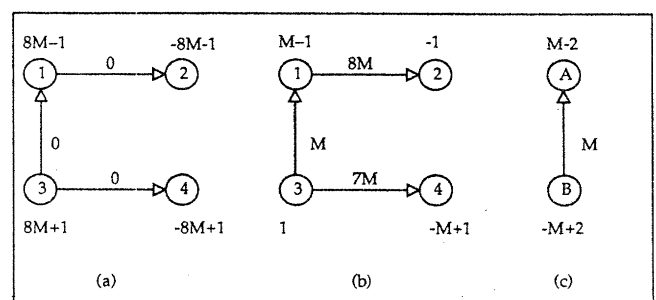 8M-1 -8M-1 M-1 -1 M-2
1 0 2 1 8M 2 A
0 M M
3 0 4 3 7M 4 B
8M+1 -8M+1 1 -M+1 -M+2
(a) (b) (c)